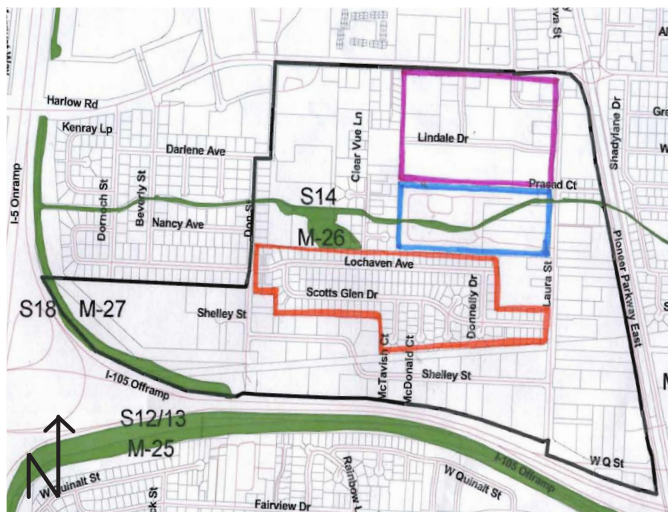 Harlow Rd
Kenray Lp
Darlene Ave
Dornoch St
Beverly St
Nancy Ave
Don St
Clear Vue Ln
Lindale Dr
Prasad Ct
Shadylane Dr
I-5 Onramp
S14
M-26
Lochaven Ave
Scotts Glen Dr
Donnelly Dr
Laura St
Pioneer Parkway East
S18
M-27
Shelley St
McTavish Ct
McDonald Ct
Shelley St
I-105 Offramp
S12/13
M-25
N
W Quinalt St
Fairview Dr
W Quinalt St
I-105 Offramp
W Q St